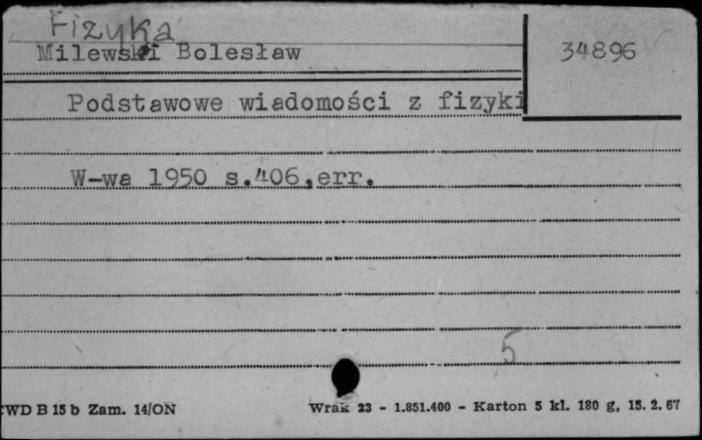 Fizyka
Milewski Bolesław
34896
Podstawowe wiadomości z fizyki
W-wa 1950 s.406,err.
5
WD B 15 b Zam. 14/ON
Wrak 23 - 1.851.400 - Karton 5 kl. 180 g, 15. 2. 67